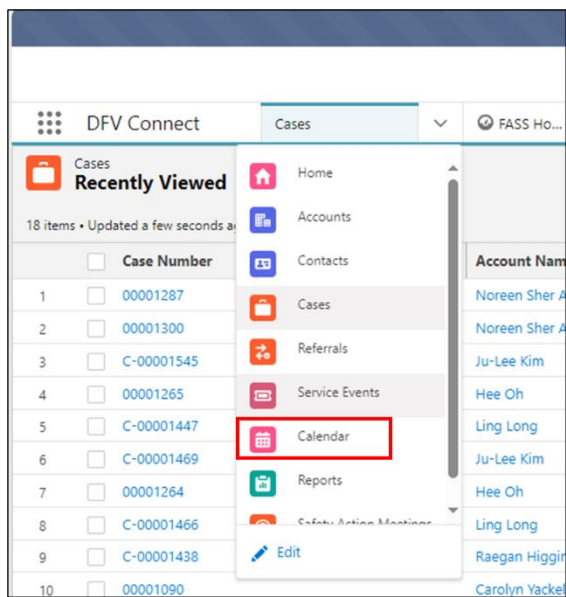 DFV Connect
Cases
FASS Ho...
Cases
Recently Viewed
18 items • Updated a few seconds
Case Number
Account Nam
1 00001287 Noreen Sher A
2 00001300 Noreen Sher A
3 C-00001545 Ju-Lee Kim
4 00001265 Hee Oh
5 C-00001447 Ling Long
6 C-00001469 Ju-Lee Kim
7 00001264 Hee Oh
8 C-00001466 Ling Long
9 C-00001438 Raegan Higgin
10 00001090 Carolyn Yackel
Home
Accounts
Contacts
Cases
Referrals
Service Events
Calendar
Reports
Safety Action Meetings
Edit